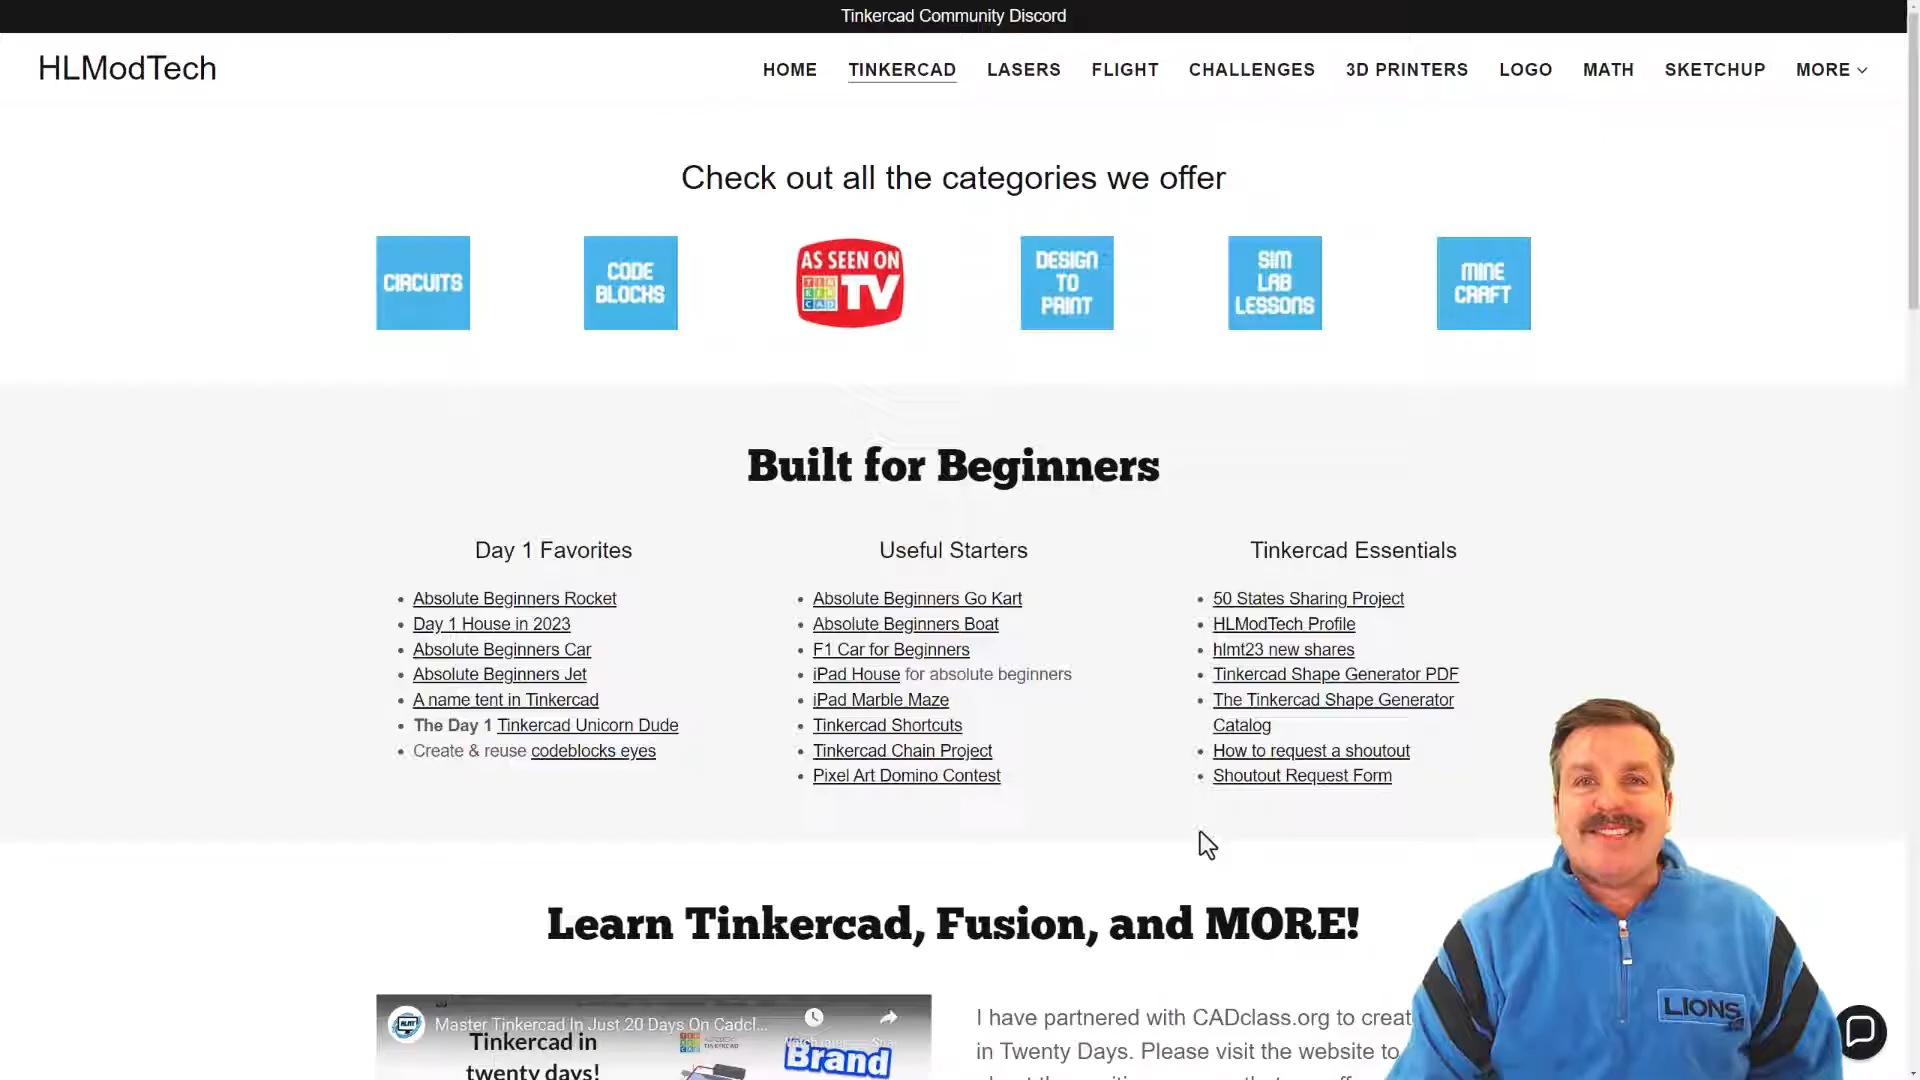 Tinkercad Community Discord
HLModTech
HOME TINKERCAD LASERS FLIGHT CHALLENGES 3D PRINTERS LOGO MATH SKETCHUP MORE
Check out all the categories we offer
CIRCUITS
CODE
BLOCKS
AS SEEN ON
TIN
KER
CAD
TV
DESIGN
TO
PRINT
SIM
LAB
LESSONS
MINE
CRAFT
Built for Beginners
Day 1 Favorites
• Absolute Beginners Rocket
• Day 1 House in 2023
• Absolute Beginners Car
• Absolute Beginners Jet
• A name tent in Tinkercad
• The Day 1 Tinkercad Unicorn Dude
• Create & reuse codeblocks eyes
Useful Starters
• Absolute Beginners Go Kart
• Absolute Beginners Boat
• F1 Car for Beginners
• iPad House for absolute beginners
• iPad Marble Maze
• Tinkercad Shortcuts
• Tinkercad Chain Project
• Pixel Art Domino Contest
Tinkercad Essentials
• 50 States Sharing Project
• HLModTech Profile
• hlmt23 new shares
• Tinkercad Shape Generator PDF
• The Tinkercad Shape Generator
Catalog
• How to request a shoutout
• Shoutout Request Form
Learn Tinkercad, Fusion, and MORE!
HLMT
Master Tinkercad In Just 20 Days On Cadcl...
Tinkercad in
twenty days!
Brand
I have partnered with CADclass.org to creat
in Twenty Days. Please visit the website to
LIONS